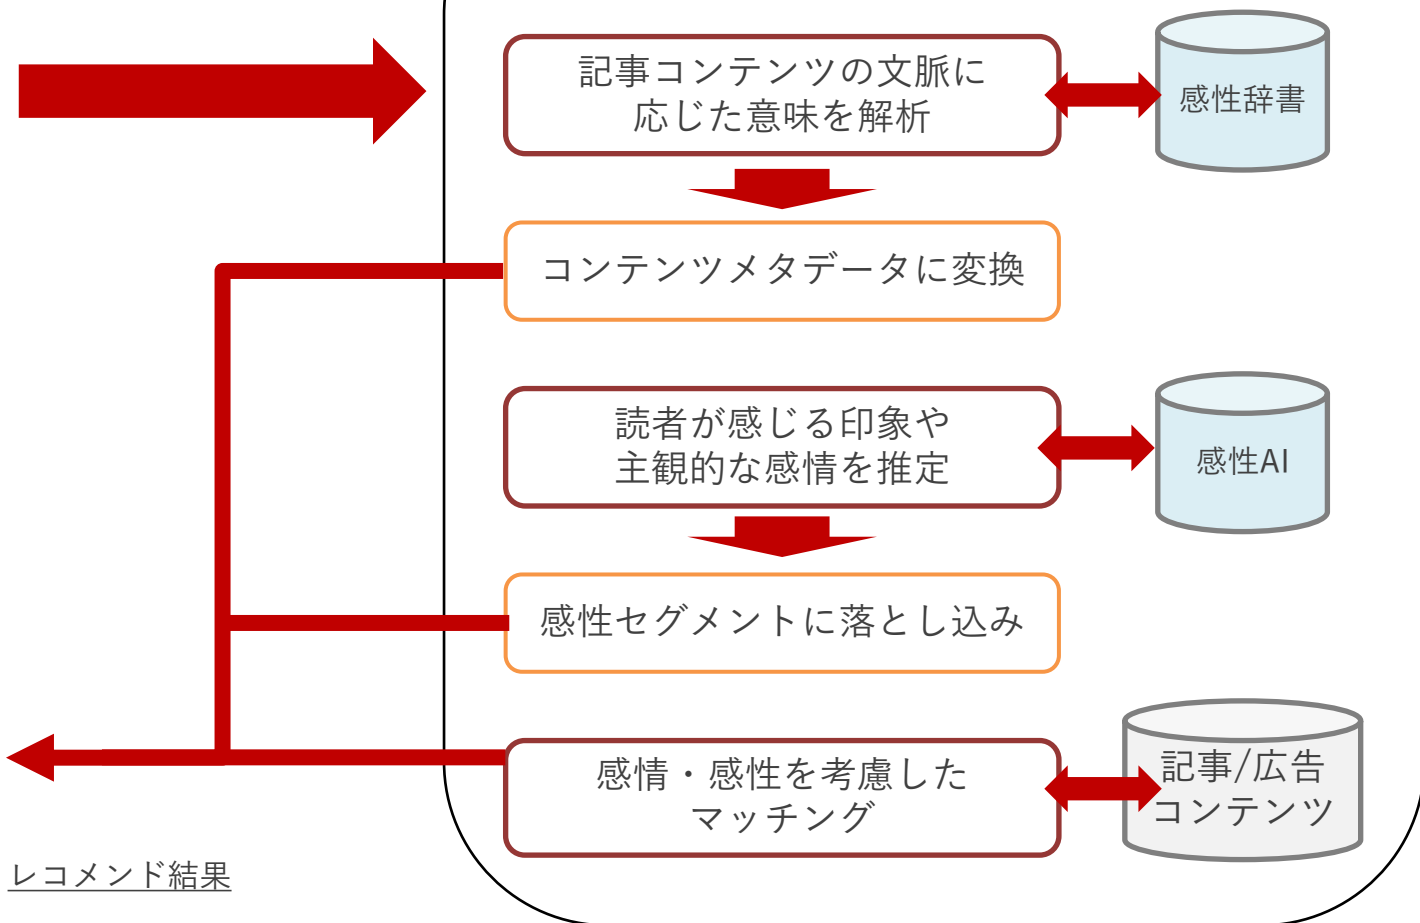 記事コンテンツの文脈に
応じた意味を解析
感性辞書
コンテンツメタデータに変換
読者が感じる印象や
主観的な感情を推定
感性AI
感性セグメントに落とし込み
感情・感性を考慮した
マッチング
記事/広告
コンテンツ
レコメンド結果